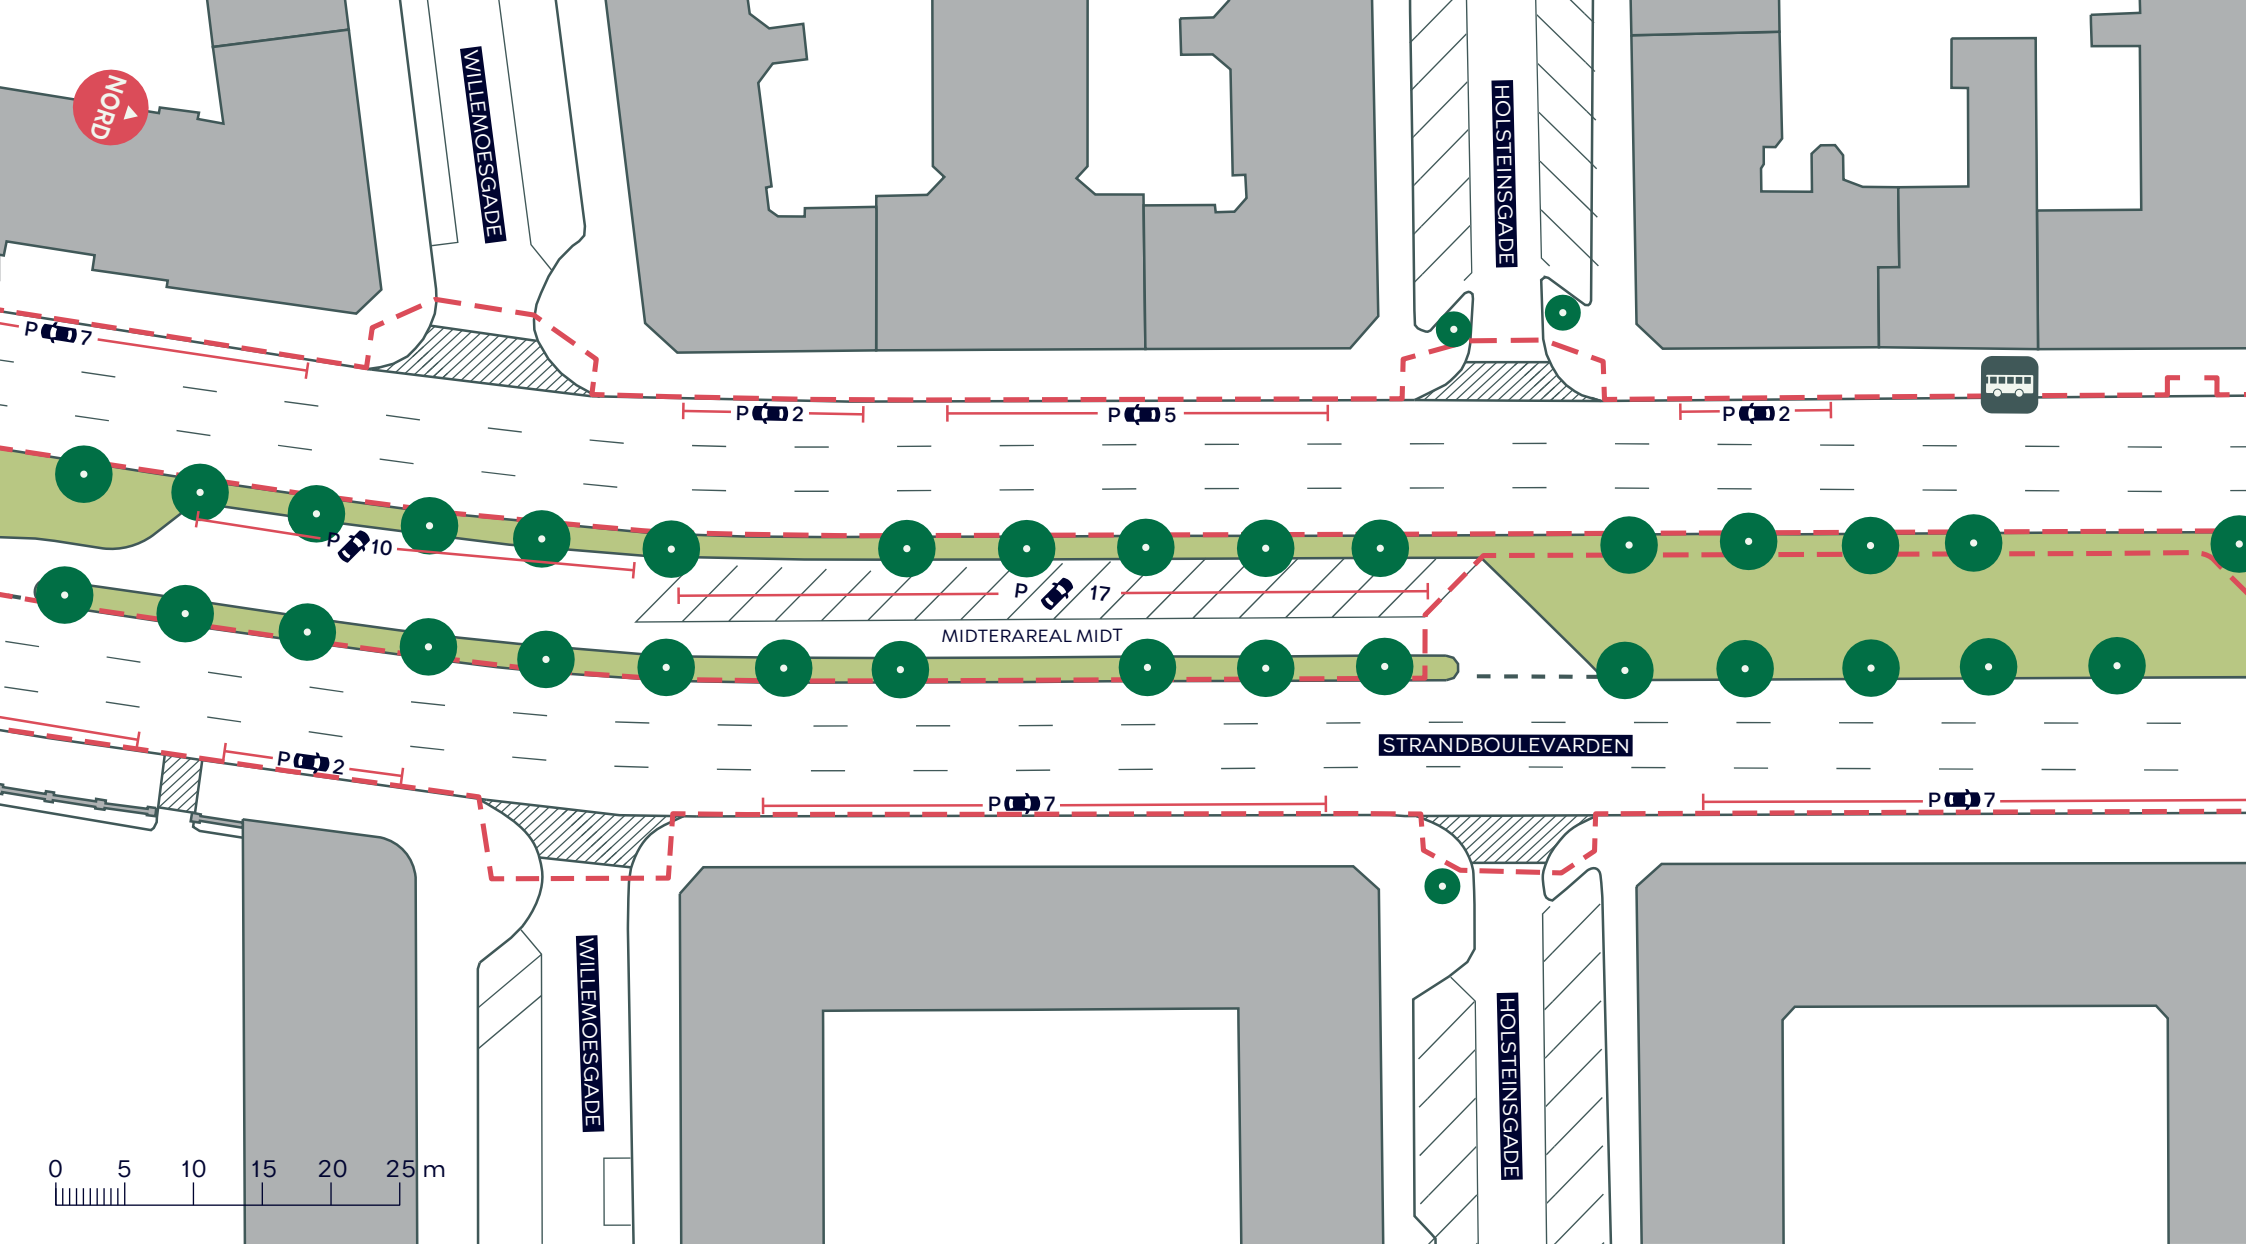 NORD
WILLEMOESGADE
HOLSTEINSGADE
P 7
P 2
P 5
P 2
P 10
P 17
MIDTERAREAL MIDT
STRANDBOULEVARDEN
P 2
P 7
P 7
WILLEMOESGADE
HOLSTEINSGADE
0 5 10 15 20 25 m